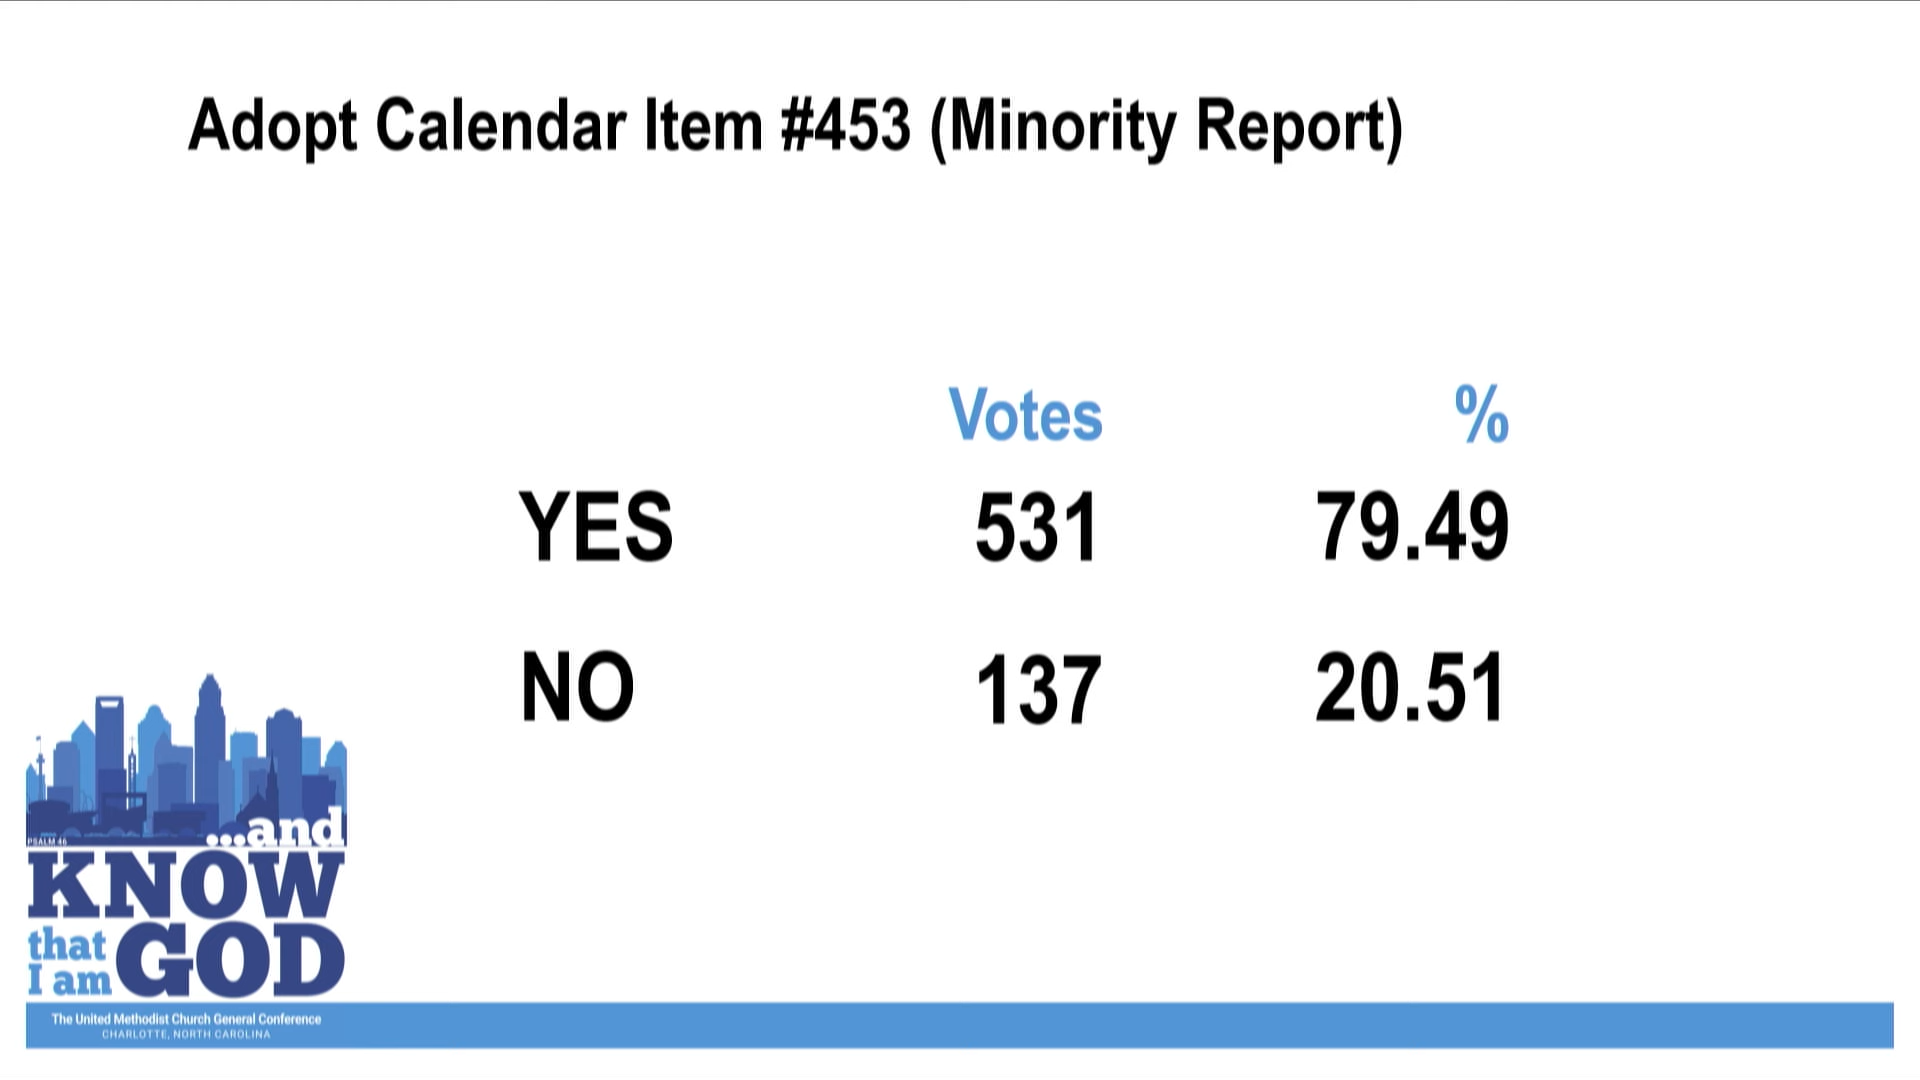 Adopt Calendar Item #453 (Minority Report)
Votes %
YES 531 79.49
NO 137 20.51
PSALM 46
...and
KNOW
that
I am
GOD
The United Methodist Church General Conference
CHARLOTTE, NORTH CAROLINA